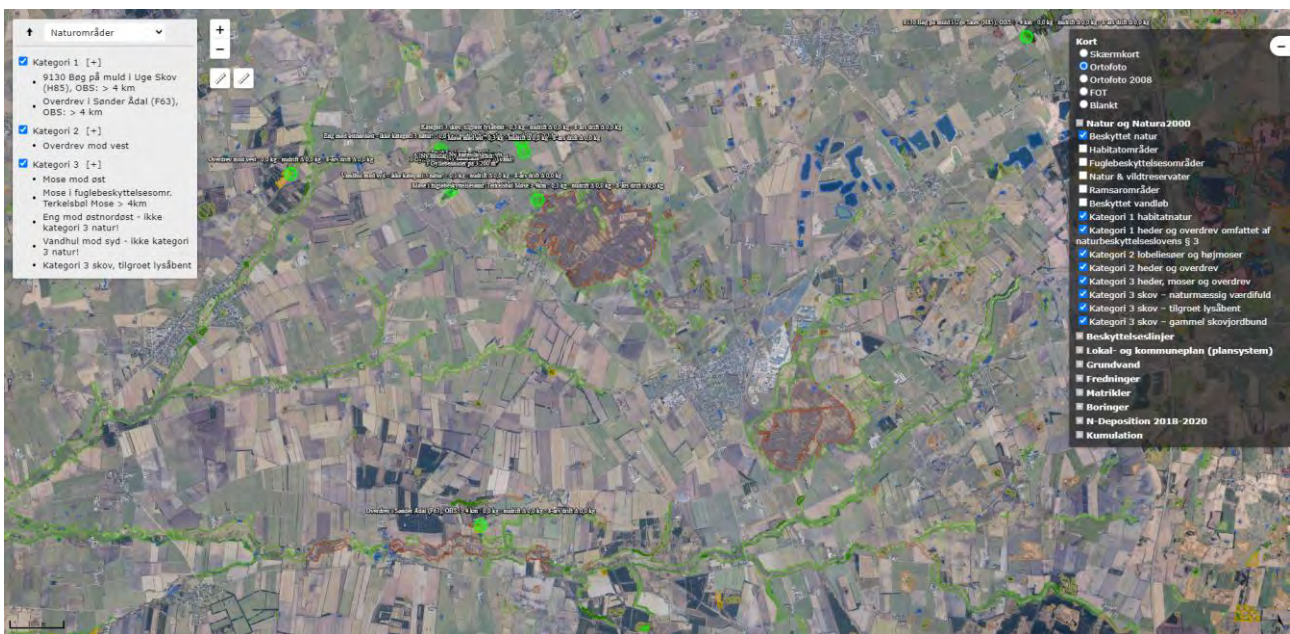 Naturområder
Kategori 1 [+]
9130 Bøg på muld i Uge Skov
(H85), OBS: > 4 km
Overdrev i Sønder Ådal (F63),
OBS: > 4 km
Kategori 2 [+]
Overdrev mod vest
Kategori 3 [+]
Mose mod øst
Mose i fuglebeskyttelsesomr.
Terkelsbøl Mose > 4km
Eng mod østnordøst - ikke
kategori 3 natur!
Vandhul mod syd - ikke kategori
3 natur!
Kategori 3 skov, tilgroet lysåbent
+
−
Kort
Skærmkort
Ortofoto
Ortofoto 2008
FOT
Blankt
Natur og Natura2000
Beskyttet natur
Habitatområder
Fuglebeskyttelsesområder
Natur & vildtreservater
Ramsarområder
Beskyttet vandløb
Kategori 1 habitatnatur
Kategori 1 heder og overdrev omfattet af
naturbeskyttelseslovens § 3
Kategori 2 lobeliesøer og højmoser
Kategori 2 heder og overdrev
Kategori 3 heder, moser og overdrev
Kategori 3 skov – naturmæssig værdifuld
Kategori 3 skov – tilgroet lysåbent
Kategori 3 skov – gammel skovjordbund
Beskyttelseslinjer
Lokal- og kommuneplan (plansystem)
Grundvand
Fredninger
Matrikler
Boringer
N-Deposition 2018-2020
Kumulation